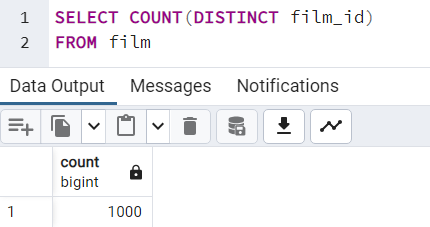 1 SELECT COUNT(DISTINCT film_id)
2 FROM film
Data Output Messages Notifications
count
bigint
1 1000